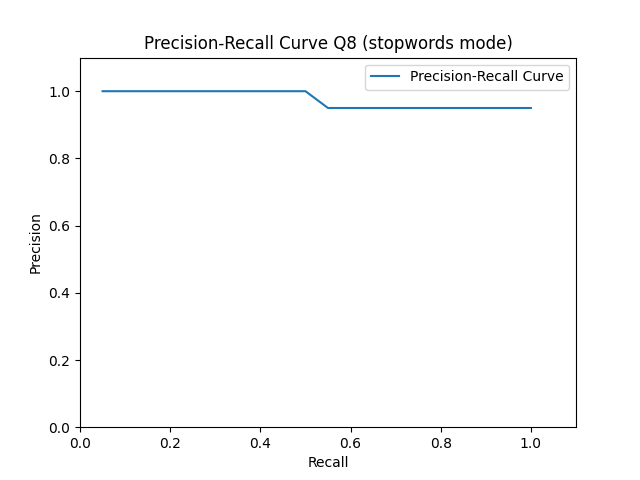 Precision-Recall Curve Q8 (stopwords mode)
Precision-Recall Curve
1.0
0.8
0.6
0.4
0.2
0.0
Precision
0.0 0.2 0.4 0.6 0.8 1.0
Recall